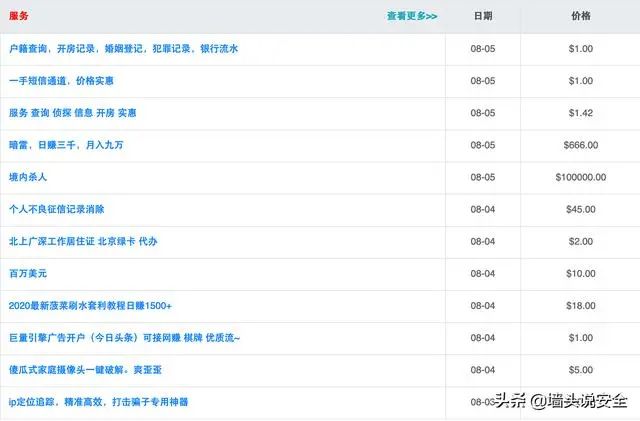 服务 查看更多>> 日期 价格
户籍查询，开房记录，婚姻登记，犯罪记录，银行流水 08-05 $1.00
一手短信通道，价格实惠 08-05 $1.00
服务 查询 侦探 信息 开房 实惠 08-05 $1.42
暗雷，日赚三千，月入九万 08-05 $666.00
境内杀人 08-05 $100000.00
个人不良征信记录消除 08-04 $45.00
北上广深工作居住证 北京绿卡 代办 08-04 $2.00
百万美元 08-04 $10.00
2020最新菠菜刷水套利教程日赚1500+ 08-04 $18.00
巨量引擎广告开户（今日头条）可接网赚 棋牌 优质流~ 08-04 $1.00
傻瓜式家庭摄像头一键破解。爽歪歪 08-04 $5.00
ip定位追踪，精准高效，打击骗子专用神器 08-03
头条 @墙头说安全